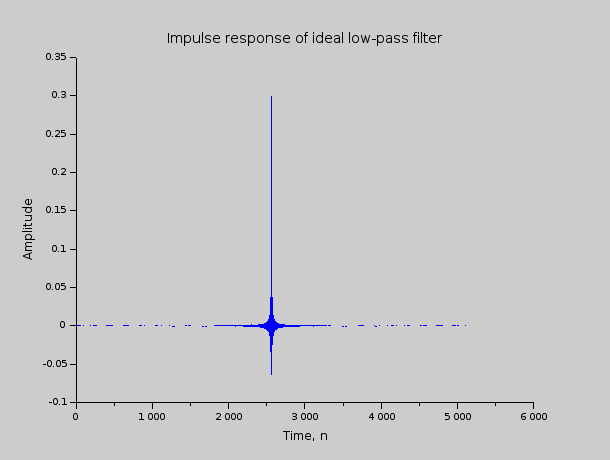 Impulse response of ideal low-pass filter
0.35
0.3
0.25
0.2
0.15
0.1
0.05
0
-0.05
-0.1
Amplitude
0 1 000 2 000 3 000 4 000 5 000 6 000
Time, n